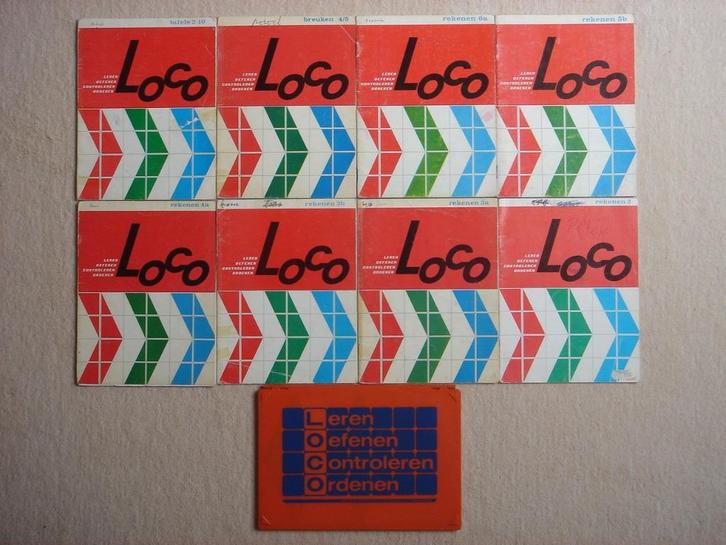 tafels 2-10
LOCO
LEREN
OEFENEN
CONTROLEREN
ORDENEN
breuken 4/5
LOCO
LEREN
OEFENEN
CONTROLEREN
ORDENEN
rekenen 6a
LOCO
LEREN
OEFENEN
CONTROLEREN
ORDENEN
rekenen 5b
LOCO
LEREN
OEFENEN
CONTROLEREN
ORDENEN
rekenen 4a
LOCO
LEREN
OEFENEN
CONTROLEREN
ORDENEN
rekenen 3b
LOCO
LEREN
OEFENEN
CONTROLEREN
ORDENEN
rekenen 3a
LOCO
LEREN
OEFENEN
CONTROLEREN
ORDENEN
rekenen 2
LOCO
LEREN
OEFENEN
CONTROLEREN
ORDENEN
Leren
Oefenen
Controleren
Ordenen